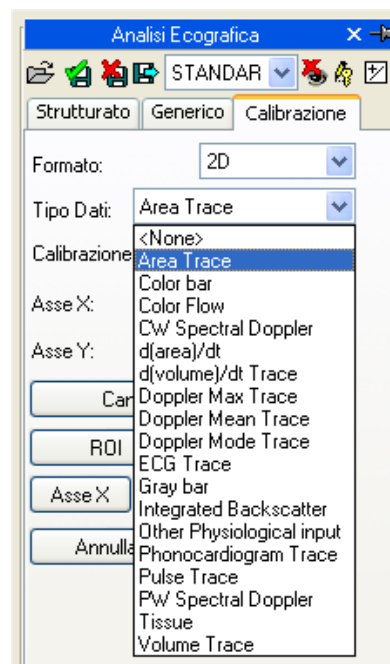 Analisi Ecografica
STANDAR
Strutturato Generico Calibrazione
Formato: 2D
Tipo Dati: Area Trace
<None>
Calibrazione
Area Trace
Color bar
Asse X:
Color Flow
CW Spectral Doppler
Asse Y:
d(area)/dt
d(volume)/dt Trace
Doppler Max Trace
Doppler Mean Trace
ROI
Doppler Mode Trace
ECG Trace
Gray bar
Asse X
Integrated Backscatter
Other Physiological input
Phonocardiogram Trace
Pulse Trace
PW Spectral Doppler
Tissue
Volume Trace